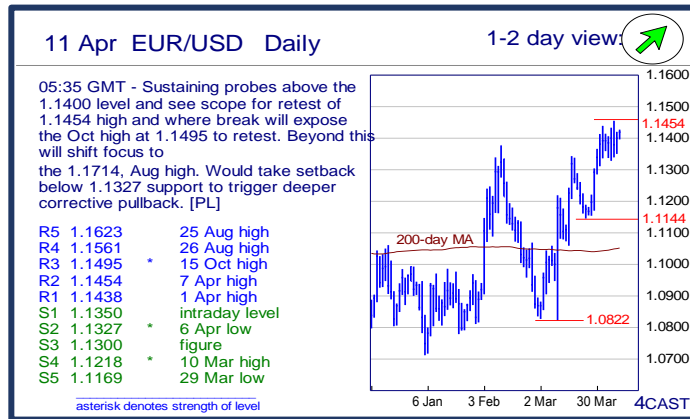 11 Apr EUR/USD Daily
1-2 day view:
05:35 GMT - Sustaining probes above the
1.1400 level and see scope for retest of
1.1454 high and where break will expose
the Oct high at 1.1495 to retest. Beyond this
will shift focus to
the 1.1714, Aug high. Would take setback
below 1.1327 support to trigger deeper
corrective pullback. [PL]
R5 1.1623 25 Aug high
R4 1.1561 26 Aug high
R3 1.1495 * 15 Oct high
R2 1.1454 7 Apr high
R1 1.1438 1 Apr high
S1 1.1350 intraday level
S2 1.1327 * 6 Apr low
S3 1.1300 figure
S4 1.1218 * 10 Mar high
S5 1.1169 29 Mar low
asterisk denotes strength of level
200-day MA
1.0822
1.1600
1.1500
1.1454
1.1400
1.1300
1.1200
1.1144
1.1100
1.1000
1.0900
1.0800
1.0700
6 Jan 3 Feb 2 Mar 30 Mar
4CAST